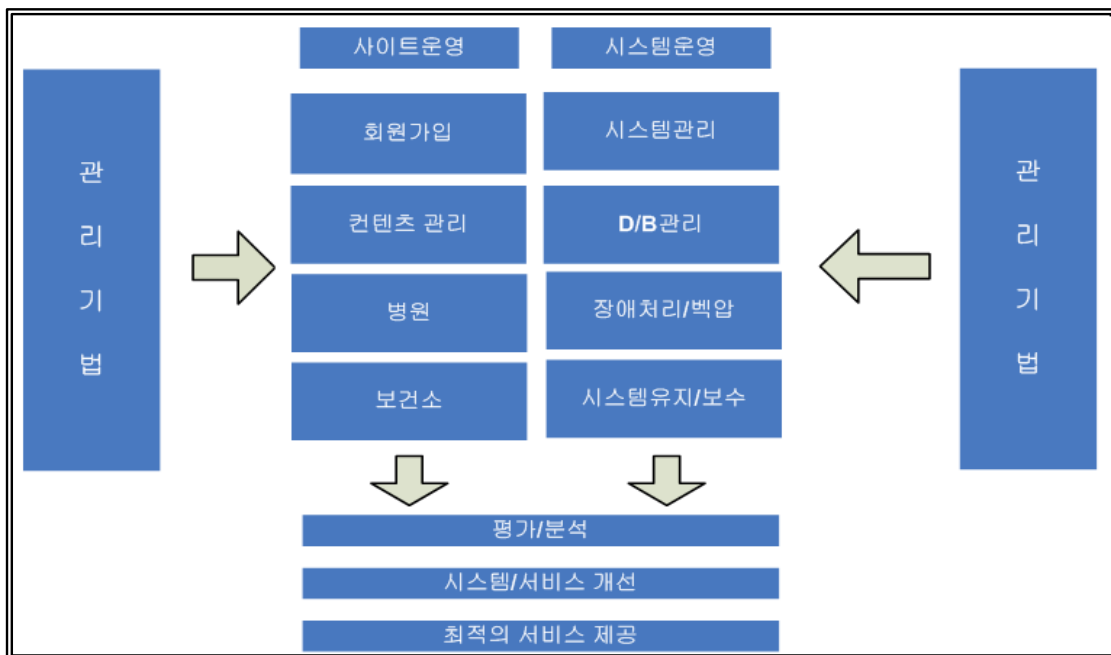 사이트운영
시스템운영
관
리
기
법
회원가입
시스템관리
컨텐츠 관리
D/B관리
병원
장애처리/벡압
보건소
시스템유지/보수
관
리
기
법
평가/분석
시스템/서비스 개선
최적의 서비스 제공